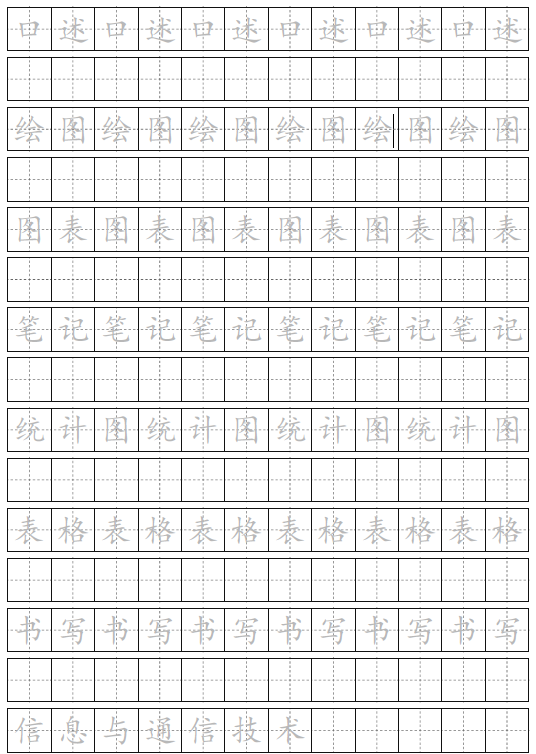 口述口述口述口述口述口述
绘图绘图绘图绘图绘图绘图
图表图表图表图表图表图表
笔记笔记笔记笔记笔记笔记
统计图统计图统计图统计图
表格表格表格表格表格表格
书写书写书写书写书写书写
信息与通信技术